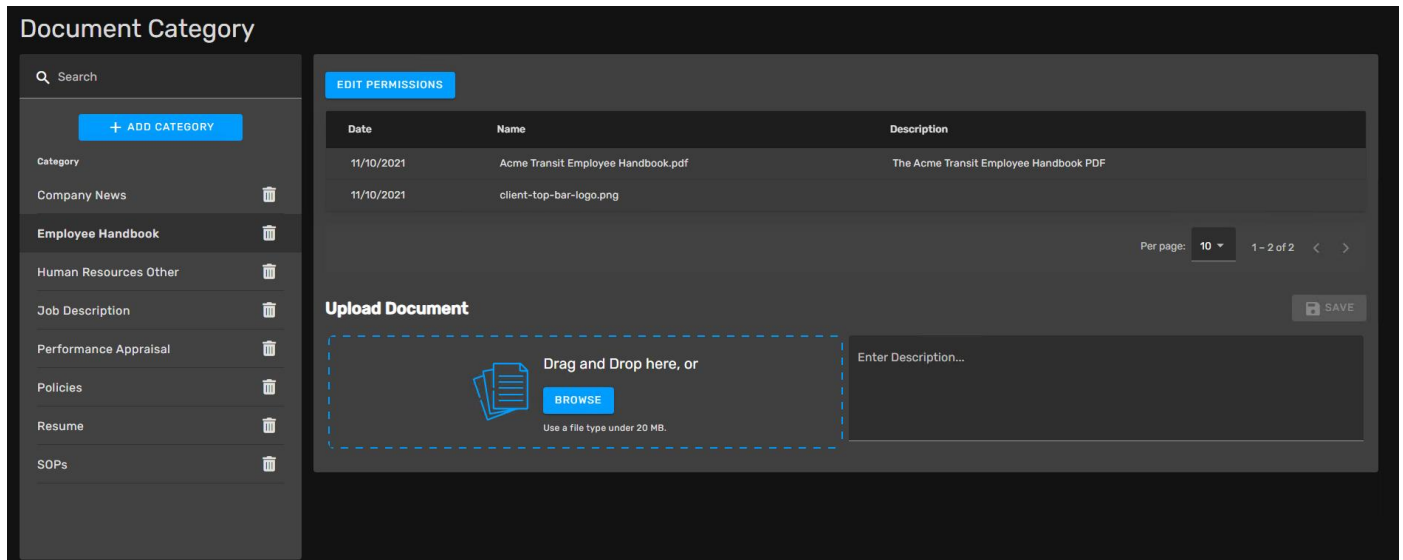 Document Category
Search
+ ADD CATEGORY
Category
Company News
Employee Handbook
Human Resources Other
Job Description
Performance Appraisal
Policies
Resume
SOPs
EDIT PERMISSIONS
Date Name Description
11/10/2021 Acme Transit Employee Handbook.pdf The Acme Transit Employee Handbook PDF
11/10/2021 client-top-bar-logo.png
Per page: 10 1 – 2 of 2
Upload Document
SAVE
Drag and Drop here, or
BROWSE
Use a file type under 20 MB.
Enter Description...